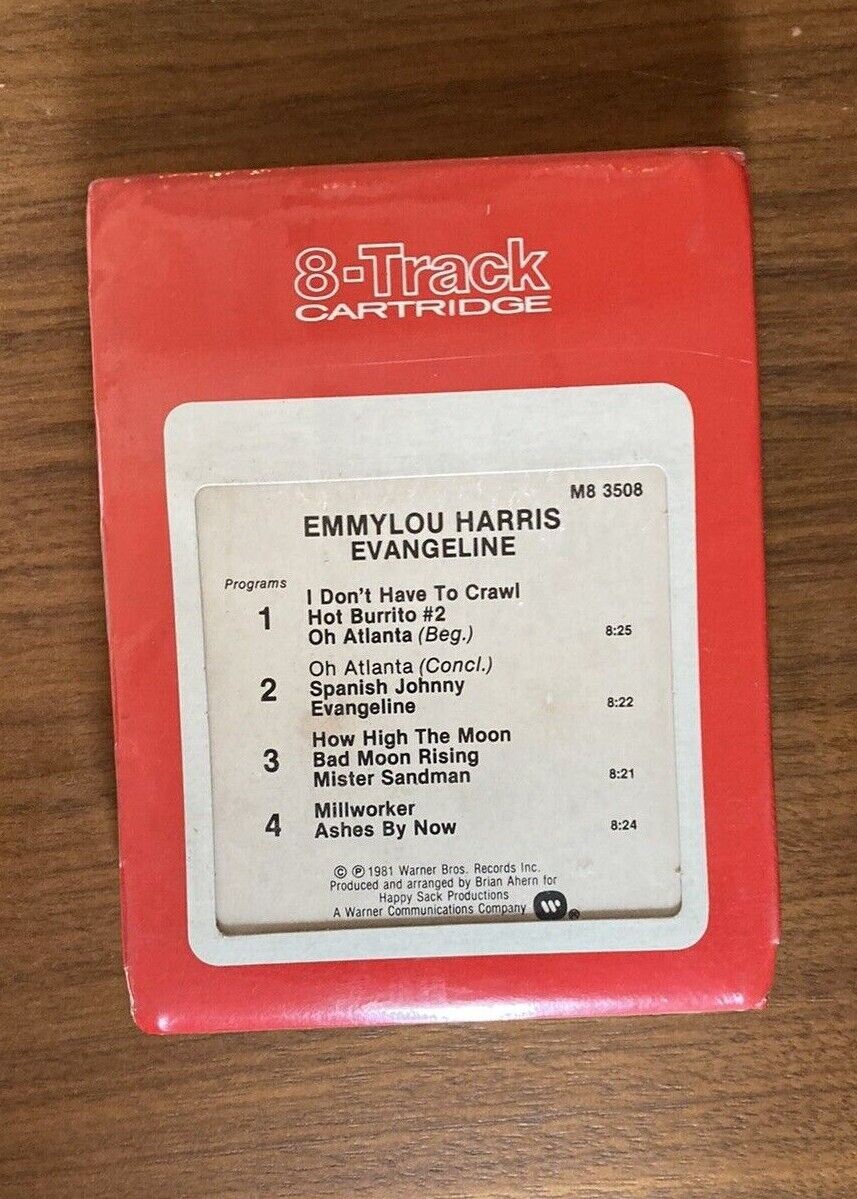 8-Track
CARTRIDGE
M8 3508
EMMYLOU HARRIS
EVANGELINE
Programs
1
I Don't Have To Crawl
Hot Burrito #2
Oh Atlanta (Beg.) 8:25
2
Oh Atlanta (Concl.)
Spanish Johnny
Evangeline 8:22
3
How High The Moon
Bad Moon Rising
Mister Sandman 8:21
4
Millworker
Ashes By Now 8:24
© ℗ 1981 Warner Bros. Records Inc.
Produced and arranged by Brian Ahern for
Happy Sack Productions
A Warner Communications Company W ®